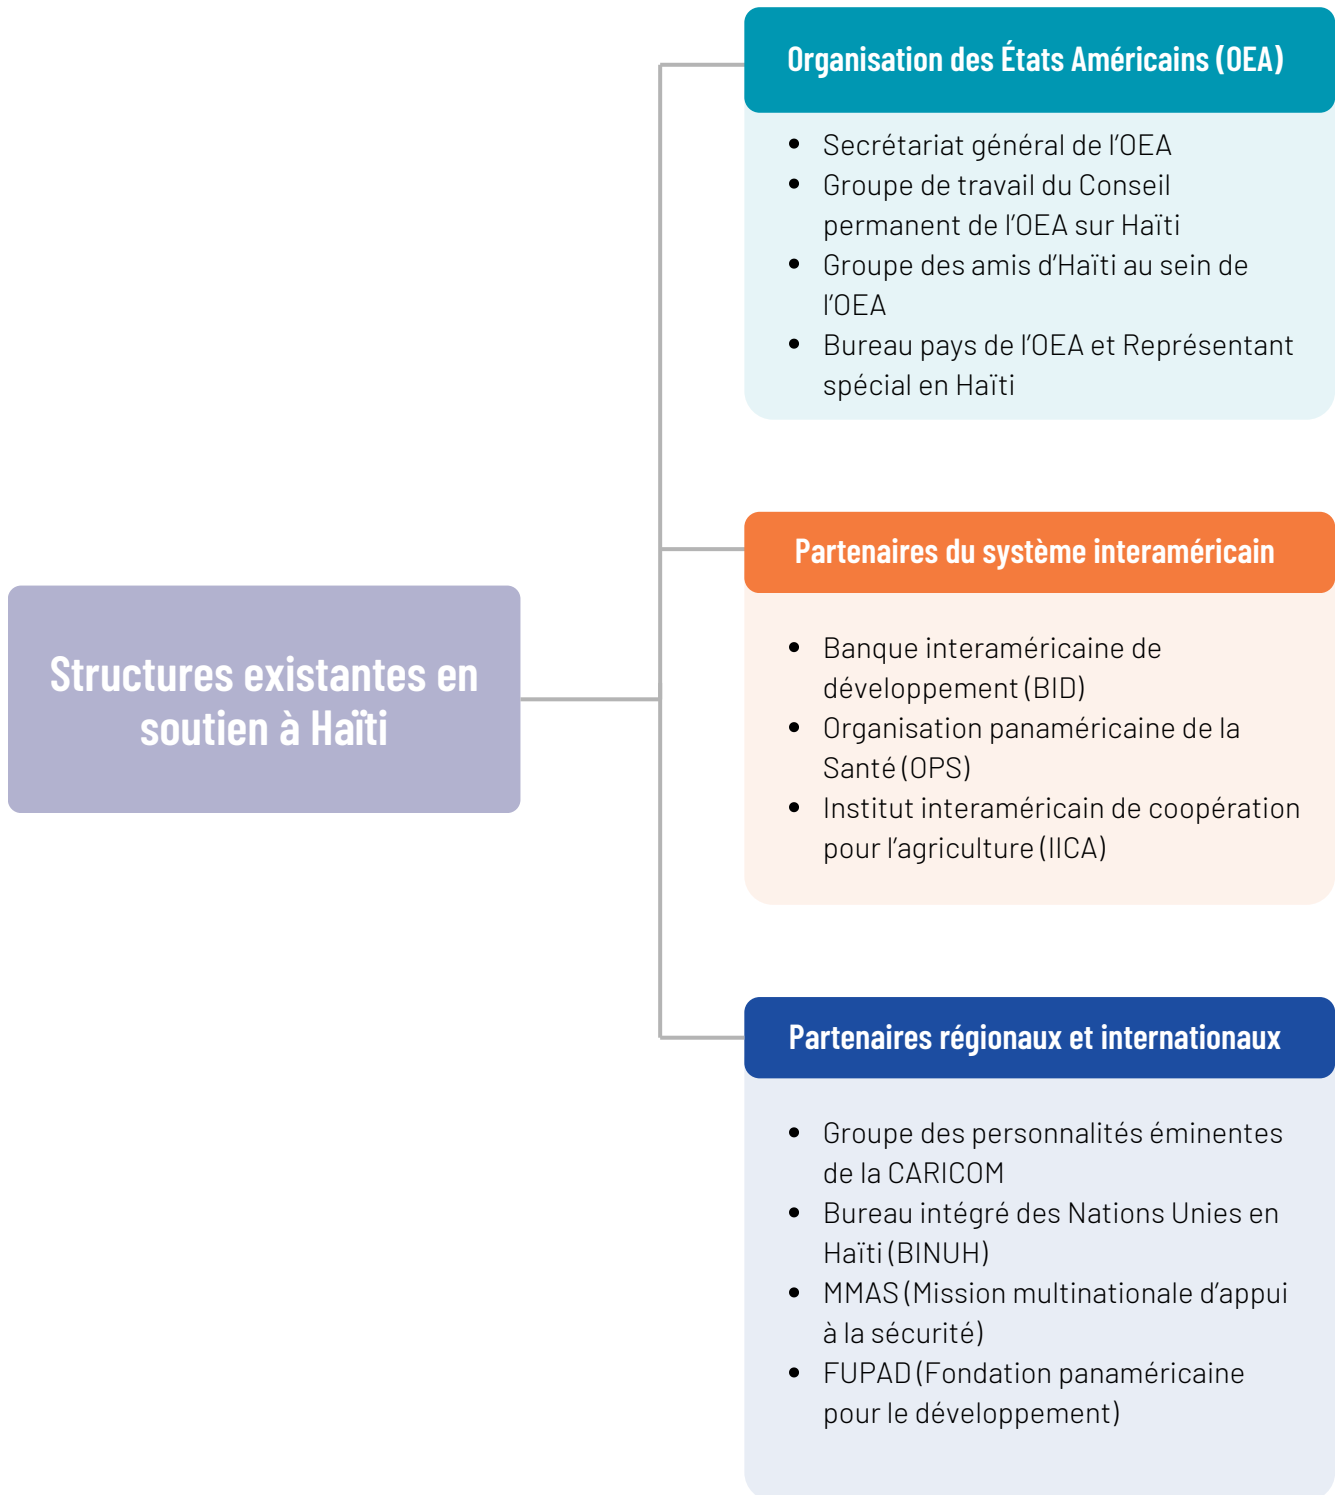 Organisation des États Américains (OEA)
• Secrétariat général de l'OEA
• Groupe de travail du Conseil
permanent de l'OEA sur Haïti
• Groupe des amis d'Haïti au sein de
l'OEA
• Bureau pays de l'OEA et Représentant
spécial en Haïti
Structures existantes en
soutien à Haïti
Partenaires du système interaméricain
• Banque interaméricaine de
développement (BID)
• Organisation panaméricaine de la
Santé (OPS)
• Institut interaméricain de coopération
pour l'agriculture (IICA)
Partenaires régionaux et internationaux
• Groupe des personnalités éminentes
de la CARICOM
• Bureau intégré des Nations Unies en
Haïti (BINUH)
• MMAS (Mission multinationale d'appui
à la sécurité)
• FUPAD (Fondation panaméricaine
pour le développement)